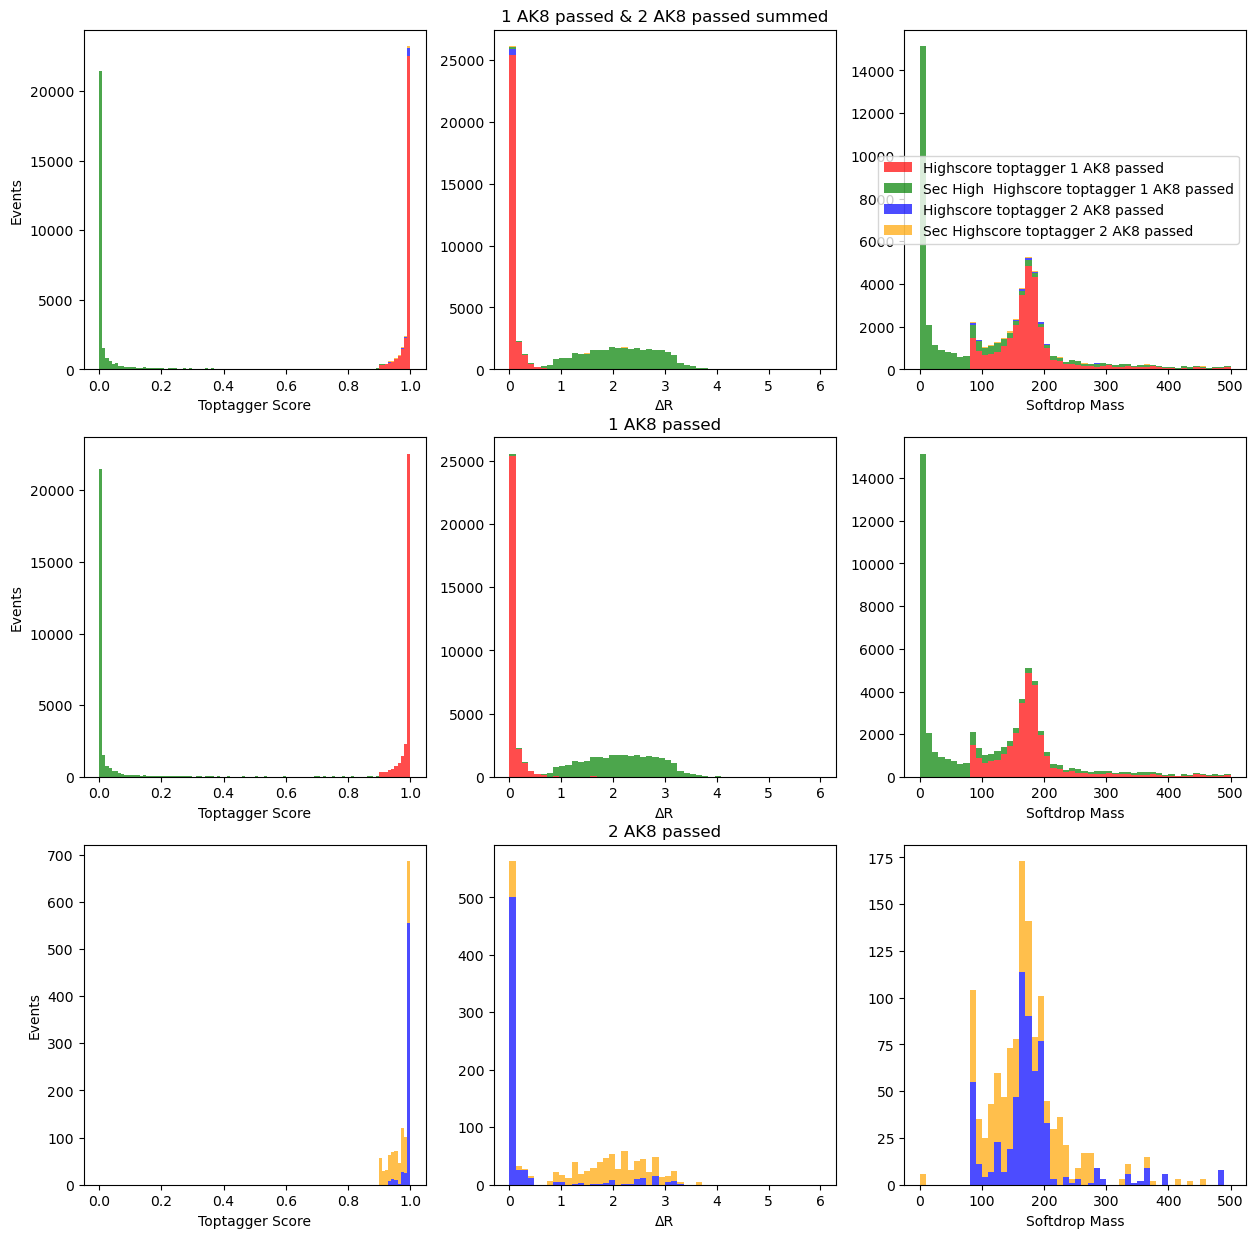 1 AK8 passed & 2 AK8 passed summed
Events
20000
15000
10000
5000
0
0.0 0.2 0.4 0.6 0.8 1.0
Toptagger Score
25000
20000
15000
10000
5000
0
0 1 2 3 4 5 6
ΔR
14000
12000
10000
8000
6000
4000
2000
0
0 100 200 300 400 500
Softdrop Mass
Highscore toptagger 1 AK8 passed
Sec High  Highscore toptagger 1 AK8 passed
Highscore toptagger 2 AK8 passed
Sec Highscore toptagger 2 AK8 passed
1 AK8 passed
Events
20000
15000
10000
5000
0
0.0 0.2 0.4 0.6 0.8 1.0
Toptagger Score
25000
20000
15000
10000
5000
0
0 1 2 3 4 5 6
ΔR
14000
12000
10000
8000
6000
4000
2000
0
0 100 200 300 400 500
Softdrop Mass
2 AK8 passed
Events
700
600
500
400
300
200
100
0
0.0 0.2 0.4 0.6 0.8 1.0
Toptagger Score
500
400
300
200
100
0
0 1 2 3 4 5 6
ΔR
175
150
125
100
75
50
25
0
0 100 200 300 400 500
Softdrop Mass